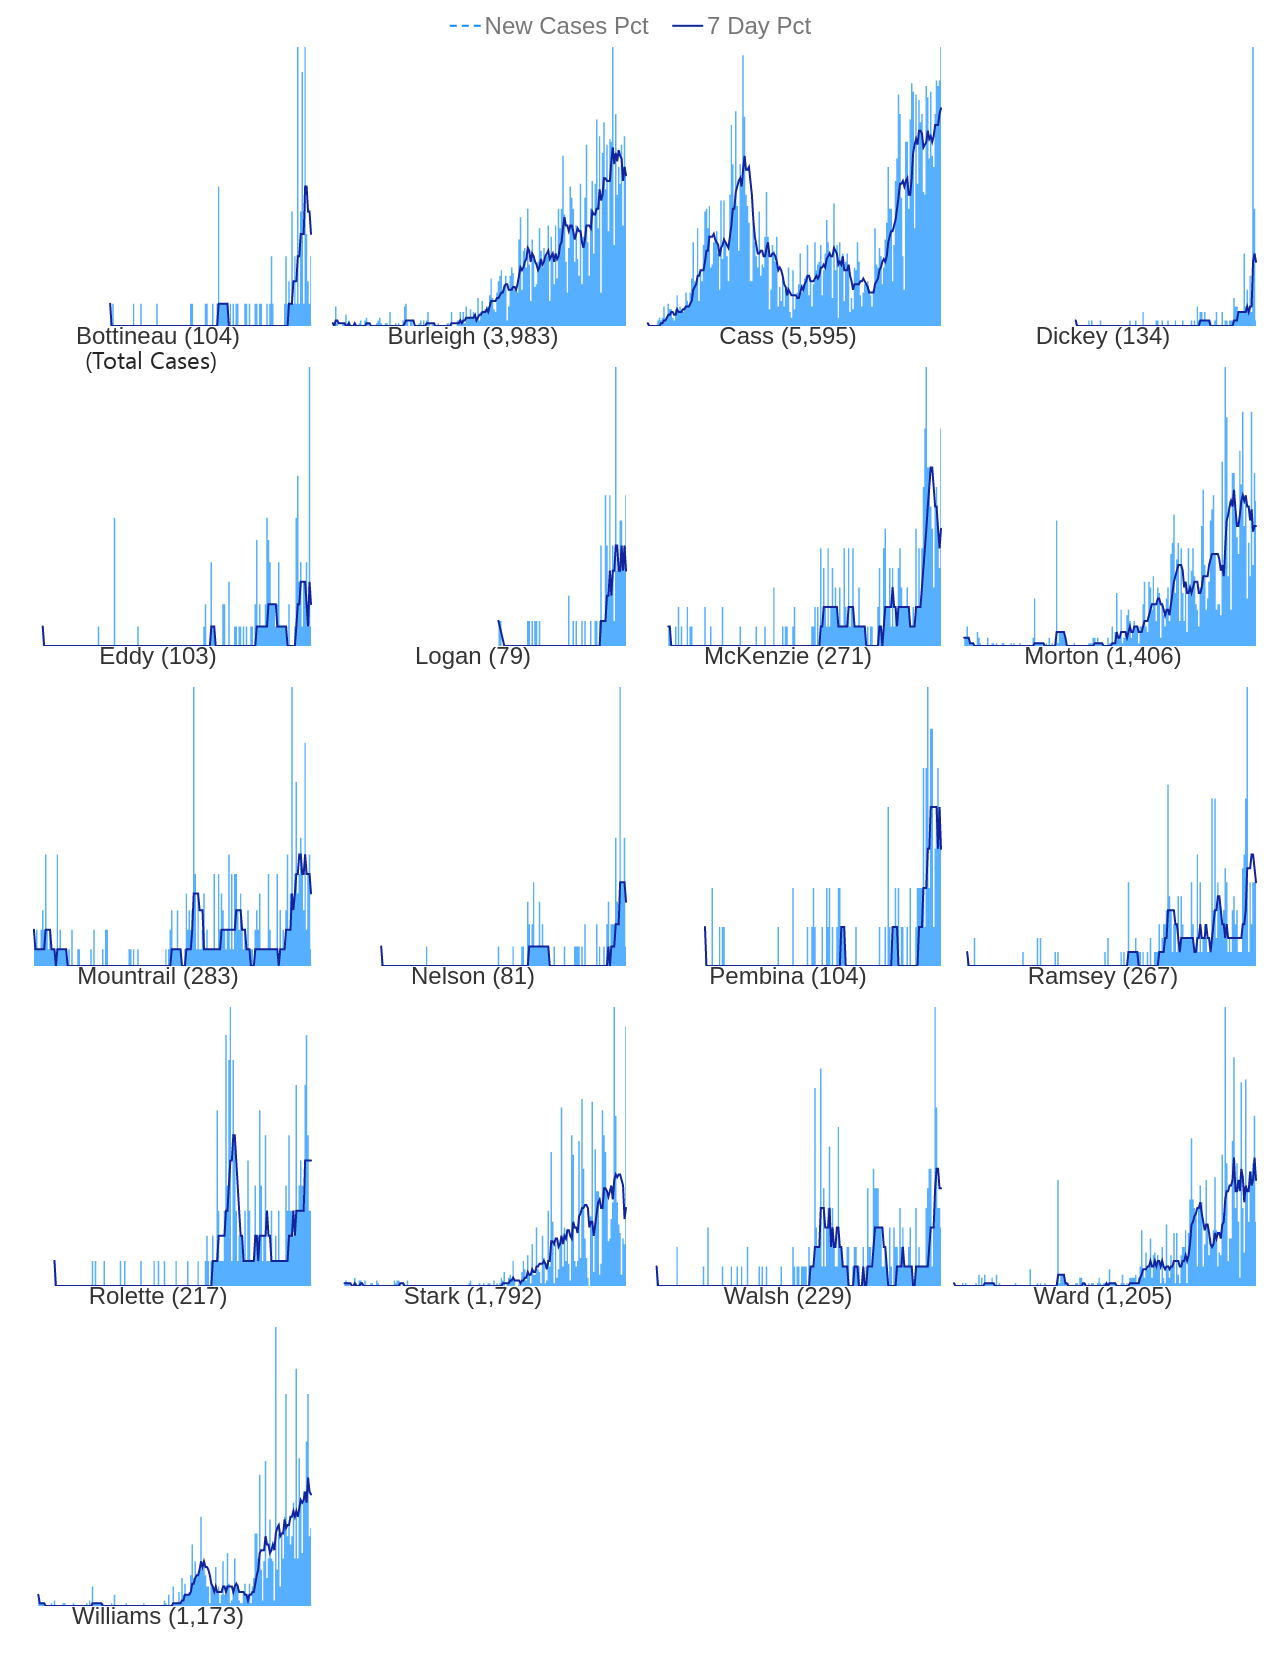 New Cases Pct 7 Day Pct
Bottineau (104) Burleigh (3,983) Cass (5,595) Dickey (134)
(Total Cases)
Eddy (103) Logan (79) McKenzie (271) Morton (1,406)
Mountrail (283) Nelson (81) Pembina (104) Ramsey (267)
Rolette (217) Stark (1,792) Walsh (229) Ward (1,205)
Williams (1,173)